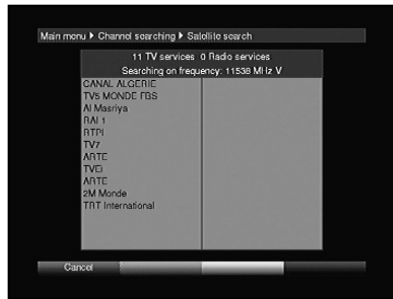 Main menu ▸ Channel searching ▸ Satellite search
11 TV services 0 Radio services
Searching on frequency: 11538 MHz V
CANAL ALGERIE
TV5 MONDE FBS
Al Masriya
RAI 1
RTPI
TV7
ARTE
TVEi
ARTE
2M Monde
TRT International
Cancel